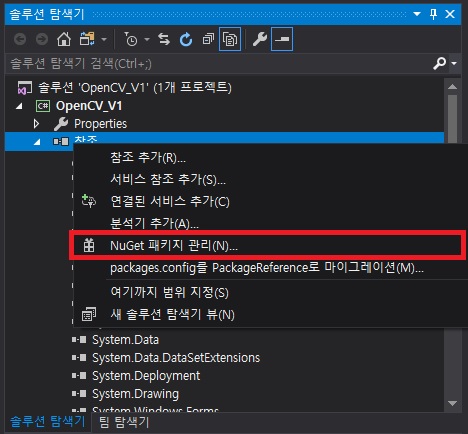 솔루션 탐색기
솔루션 탐색기 검색(Ctrl+;)
솔루션 'OpenCV_V1' (1개 프로젝트)
C# OpenCV_V1
Properties
참조
참조 추가(R)...
서비스 참조 추가(S)...
연결된 서비스 추가(C)
분석기 추가(A)...
NuGet 패키지 관리(N)...
packages.config를 PackageReference로 마이그레이션(M)...
여기까지 범위 지정(S)
새 솔루션 탐색기 뷰(N)
System.Data
System.Data.DataSetExtensions
System.Deployment
System.Drawing
System.Windows.Forms
솔루션 탐색기 팀 탐색기